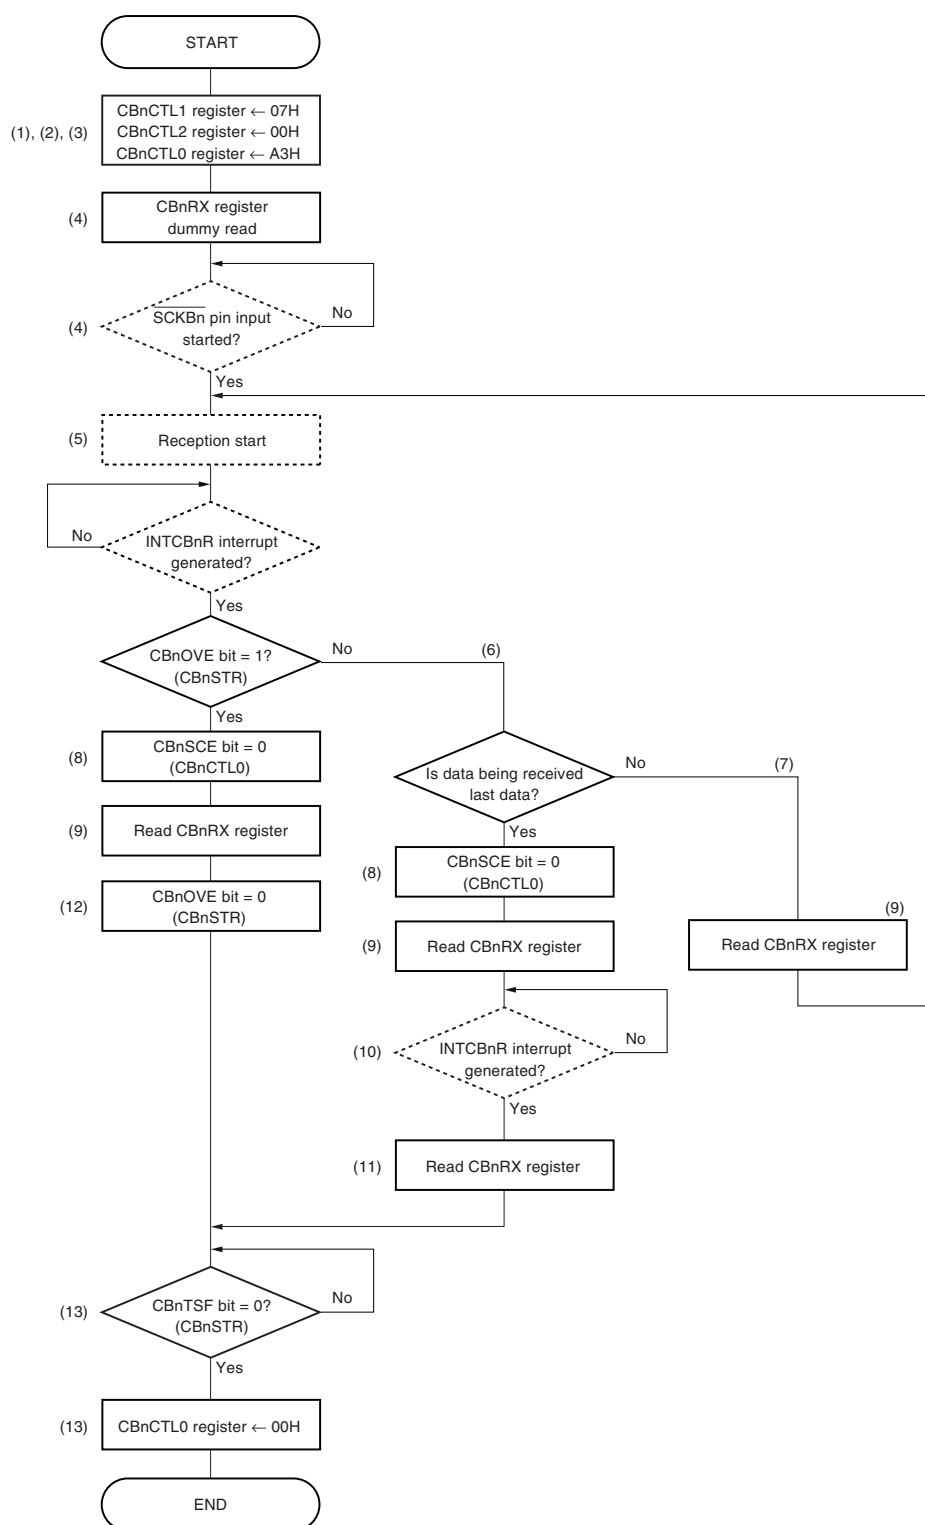 START
(1), (2), (3)
CBnCTL1 register ← 07H
CBnCTL2 register ← 00H
CBnCTL0 register ← A3H
(4)
CBnRX register
dummy read
(4)
SCKBn pin input
started?
No
Yes
(5)
Reception start
No
INTCBnR interrupt
generated?
Yes
CBnOVE bit = 1?
(CBnSTR)
No
(6)
Yes
(8)
CBnSCE bit = 0
(CBnCTL0)
Is data being received
last data?
No
(7)
Yes
(9)
Read CBnRX register
(8)
CBnSCE bit = 0
(CBnCTL0)
(12)
CBnOVE bit = 0
(CBnSTR)
(9)
Read CBnRX register
(9)
Read CBnRX register
(10)
INTCBnR interrupt
generated?
No
Yes
(11)
Read CBnRX register
(13)
CBnTSF bit = 0?
(CBnSTR)
No
Yes
(13)
CBnCTL0 register ← 00H
END